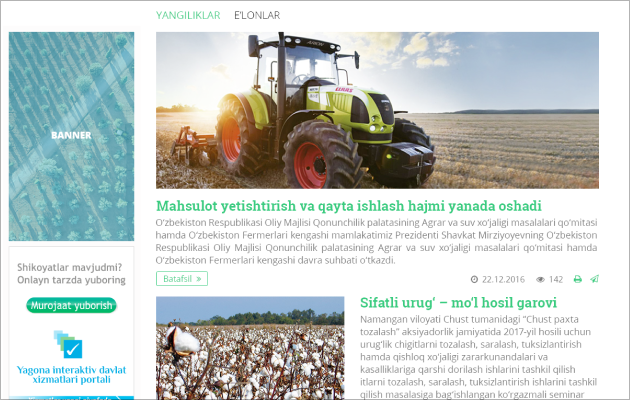 YANGILIKLAR E'LONLAR
BANNER
Shikoyatlar mavjudmi?
Onlayn tarzda yuboring
Murojaat yuborish
Yagona interaktiv davlat
xizmatlari portali
ARION
CLAAS
Mahsulot yetishtirish va qayta ishlash hajmi yanada oshadi
O'zbekiston Respublikasi Oliy Majlisi Qonunchilik palatasining Agrar va suv xo'jaligi masalalari qo'mitasi
hamda O'zbekiston Fermerlari kengashi mamlakatimiz Prezidenti Shavkat Mirziyoyevning O'zbekiston
Respublikasi Oliy Majlisi Qonunchilik palatasining Agrar va suv xo'jaligi masalalari qo'mitasi hamda
O'zbekiston Fermerlari kengashi davra suhbati o'tkazdi.
Batafsil »
22.12.2016 142
Sifatli urug' – mo'l hosil garovi
Namangan viloyati Chust tumanidagi "Chust paxta
tozalash" aksiyadorlik jamiyatida 2017-yil hosili uchun
urug'lik chigitlarni tozalash, saralash, tuksizlantirish
hamda qishloq xo'jaligi zararkunandalari va
kasalliklariga qarshi dorilash ishlarini tashkil qilish
itlarni tozalash, saralash, tuksizlantirish ishlarini tashkil
qilish masalasiga bag'ishlangan ko'rgazmali seminar